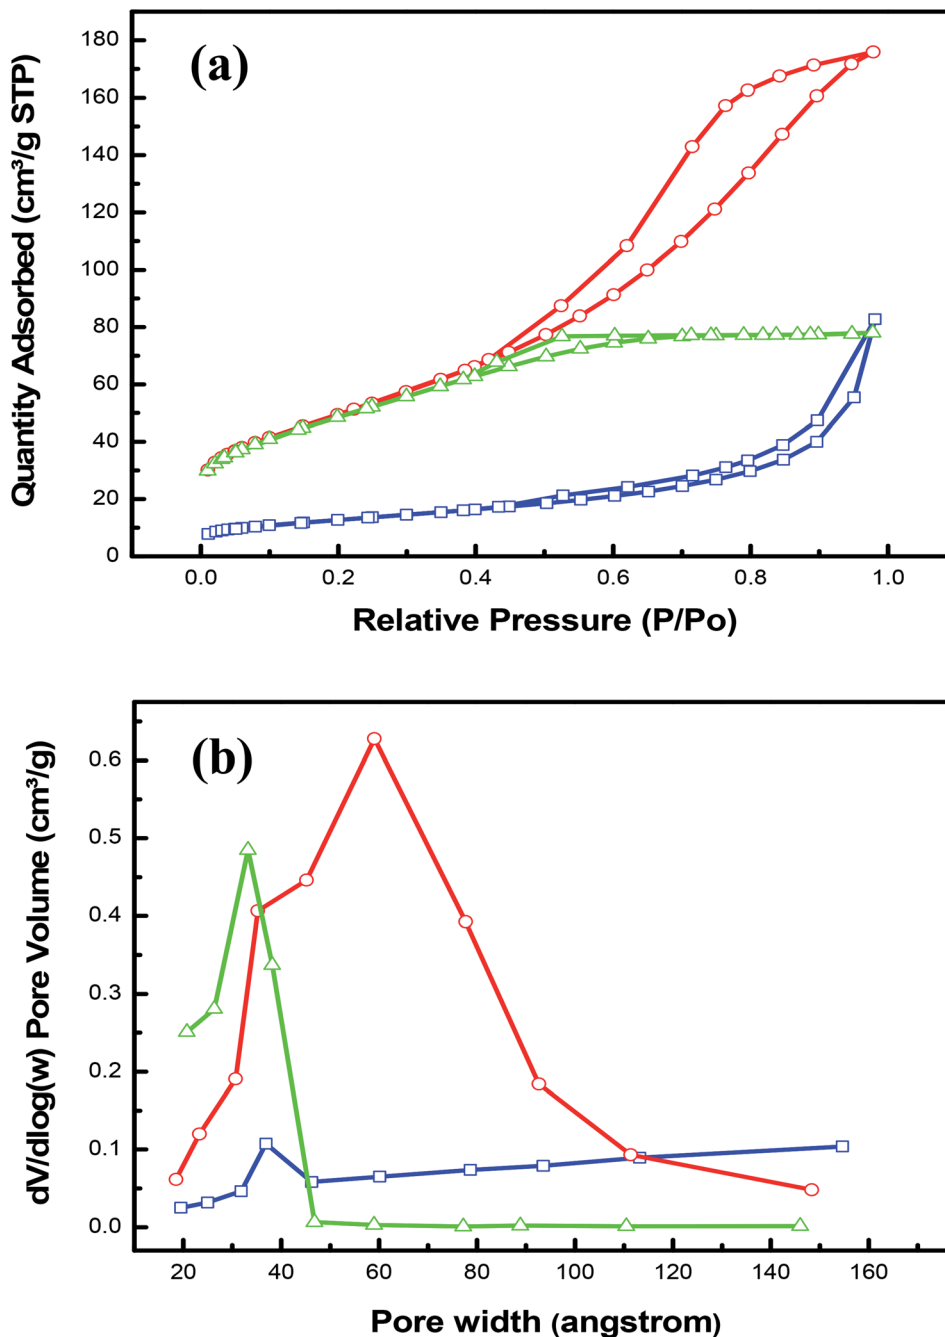 (a)
Quantity Adsorbed (cm³/g STP)
180
160
140
120
100
80
60
40
20
0
0.0 0.2 0.4 0.6 0.8 1.0
Relative Pressure (P/Po)
(b)
dV/dlog(w) Pore Volume (cm³/g)
0.6
0.5
0.4
0.3
0.2
0.1
0.0
20 40 60 80 100 120 140 160
Pore width (angstrom)